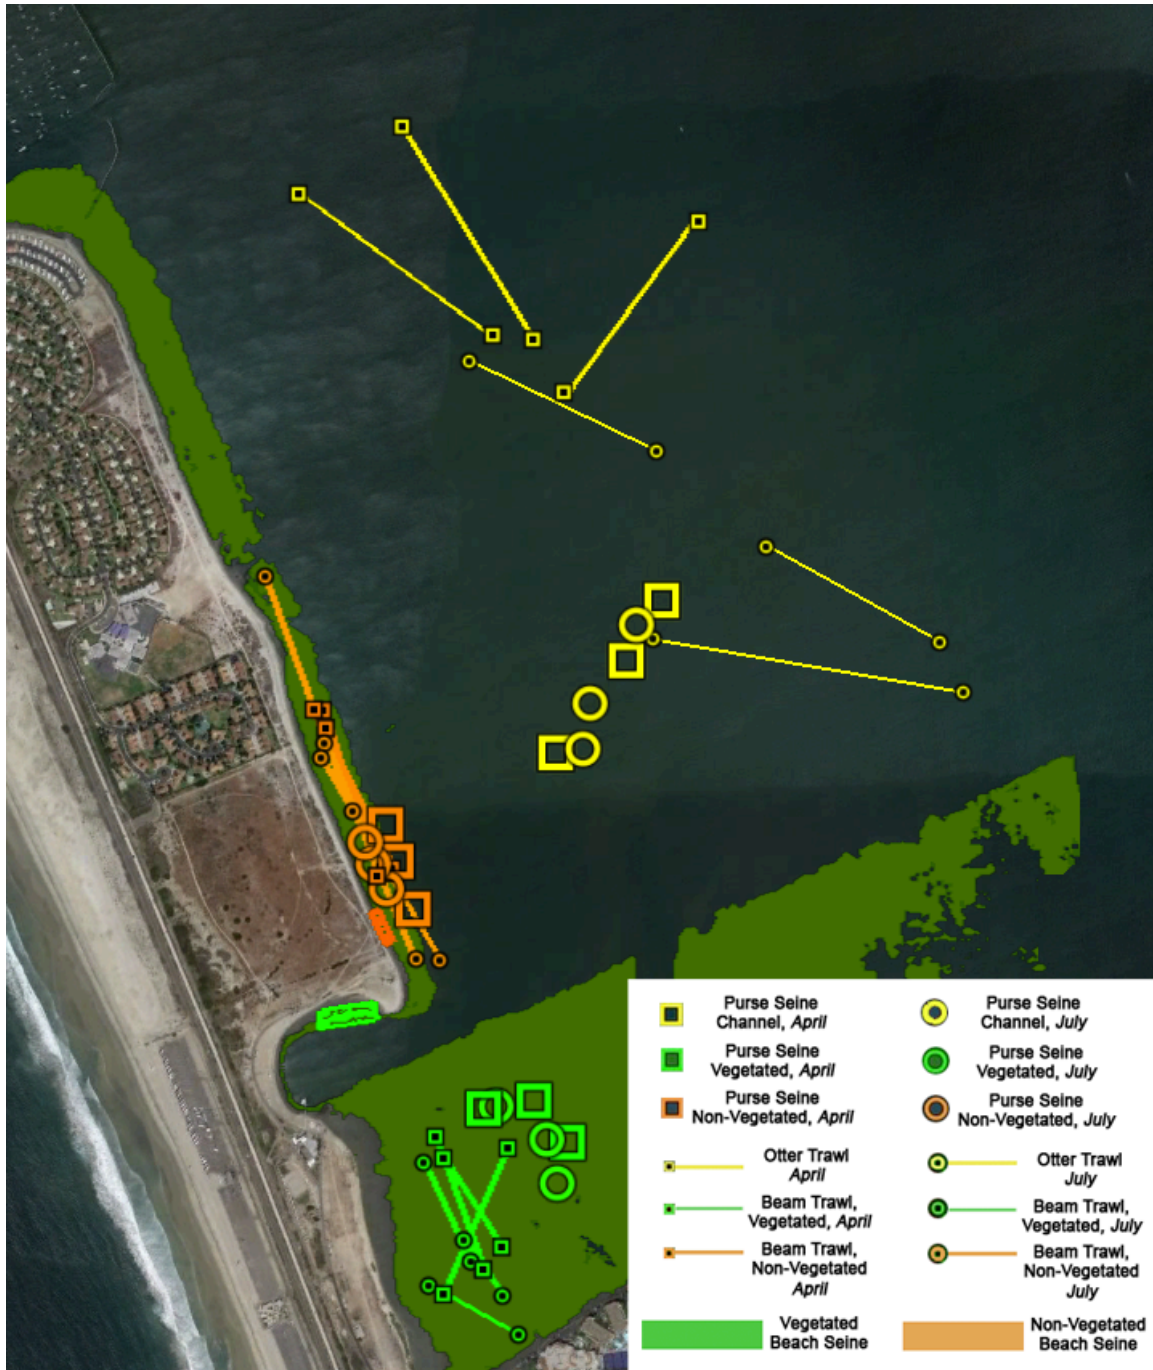 Purse Seine
Channel, April
Purse Seine
Channel, July
Purse Seine
Vegetated, April
Purse Seine
Vegetated, July
Purse Seine
Non-Vegetated, April
Purse Seine
Non-Vegetated, July
Otter Trawl
April
Otter Trawl
July
Beam Trawl,
Vegetated, April
Beam Trawl,
Vegetated, July
Beam Trawl,
Non-Vegetated
April
Beam Trawl,
Non-Vegetated
July
Vegetated
Beach Seine
Non-Vegetated
Beach Seine